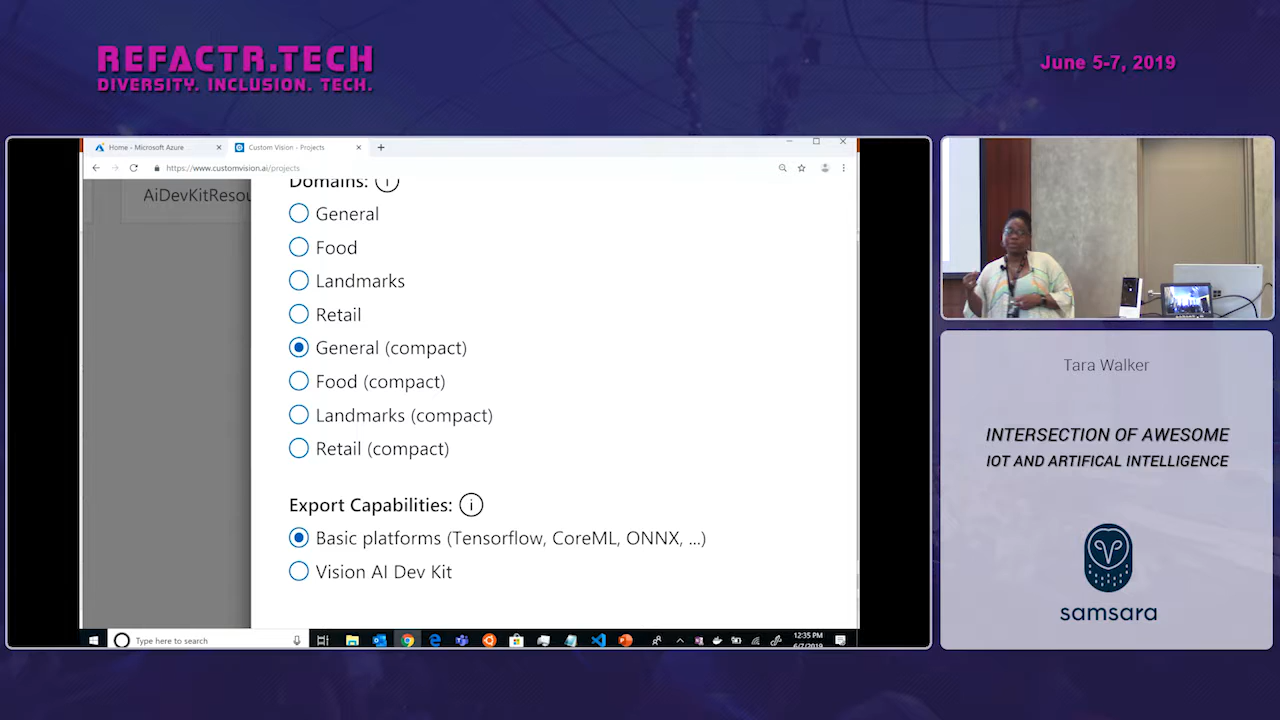 REFACTR.TECH
DIVERSITY. INCLUSION. TECH.
June 5-7, 2019
Home - Microsoft Azure
Custom Vision - Projects
https://www.customvision.ai/projects
AiDevKitResou
Domains:
General
Food
Landmarks
Retail
General (compact)
Food (compact)
Landmarks (compact)
Retail (compact)
Export Capabilities:
Basic platforms (Tensorflow, CoreML, ONNX, ...)
Vision AI Dev Kit
Type here to search
12:35 PM
6/7/2019
Tara Walker
INTERSECTION OF AWESOME
IOT AND ARTIFICAL INTELLIGENCE
samsara